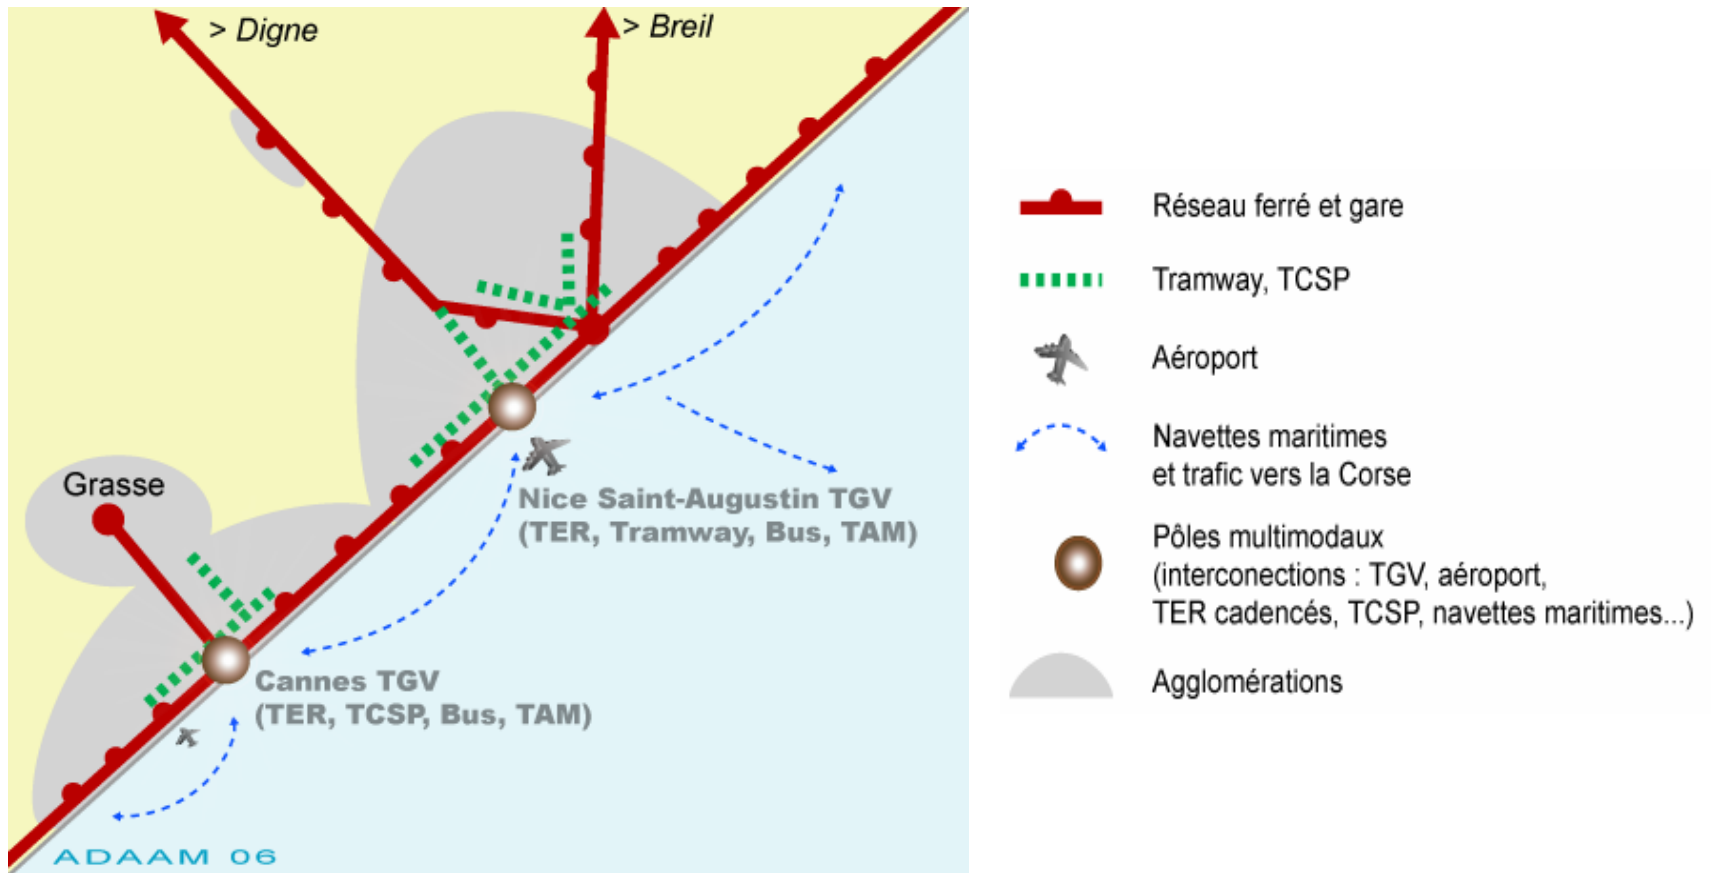 > Digne
> Breil
Grasse
Nice Saint-Augustin TGV
(TER, Tramway, Bus, TAM)
Cannes TGV
(TER, TCSP, Bus, TAM)
ADAAM 06
Réseau ferré et gare
Tramway, TCSP
Aéroport
Navettes maritimes
et trafic vers la Corse
Pôles multimodaux
(interconections : TGV, aéroport,
TER cadencés, TCSP, navettes maritimes...)
Agglomérations